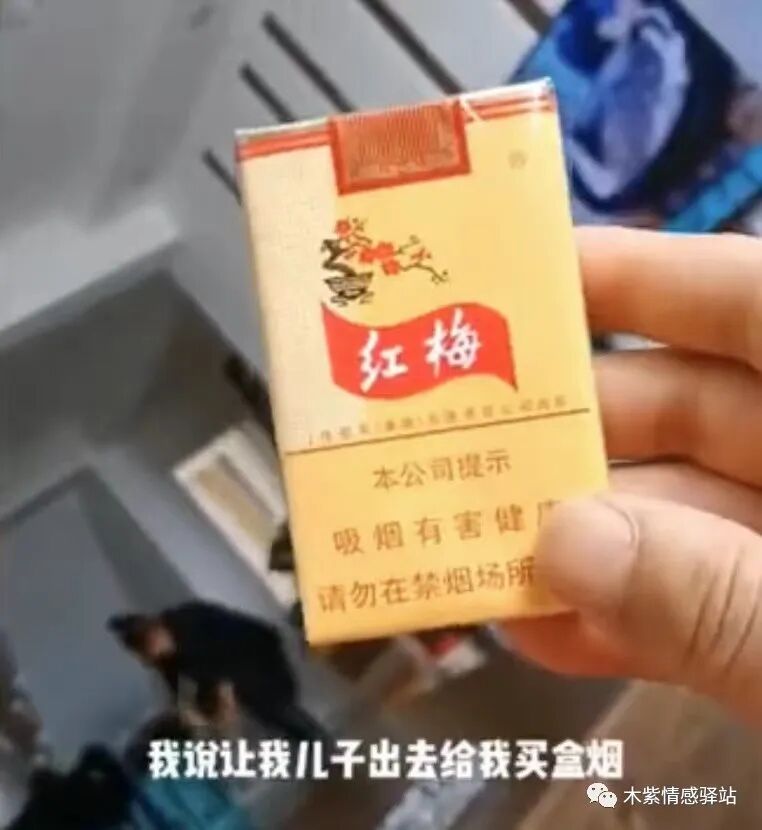 红梅
本公司提示
吸烟有害健康
请勿在禁烟场所
我说让我儿子出去给我买盒烟
木紫情感驿站